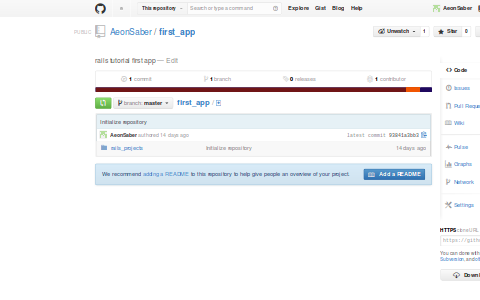 This repository Search or type a command Explore Gist Blog Help AeonSaber
PUBLIC AeonSaber / first_app Unwatch 1 Star 0
rails tutorial first app — Edit
1 commit 1 branch 0 releases 1 contributor
branch: master first_app /
Initialize repository
AeonSaber authored 14 days ago latest commit
rails_projects Initialize repository 14 days ago
We recommend adding a README to this repository to help give people an overview of your project. Add a README
Code
Issues
Pull Requ
Wiki
Pulse
Graphs
Network
Settings
HTTPS clone URL
https://gith
You can clone with
Subversion,
Download